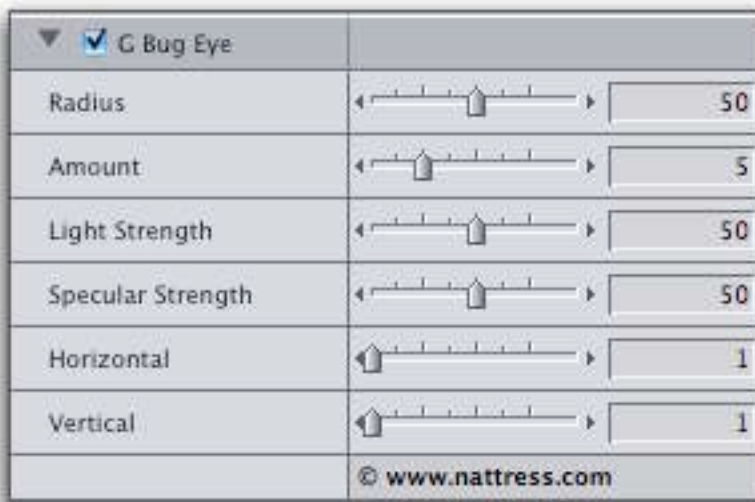 G Bug Eye
Radius 50
Amount 5
Light Strength 50
Specular Strength 50
Horizontal 1
Vertical 1
© www.nattress.com